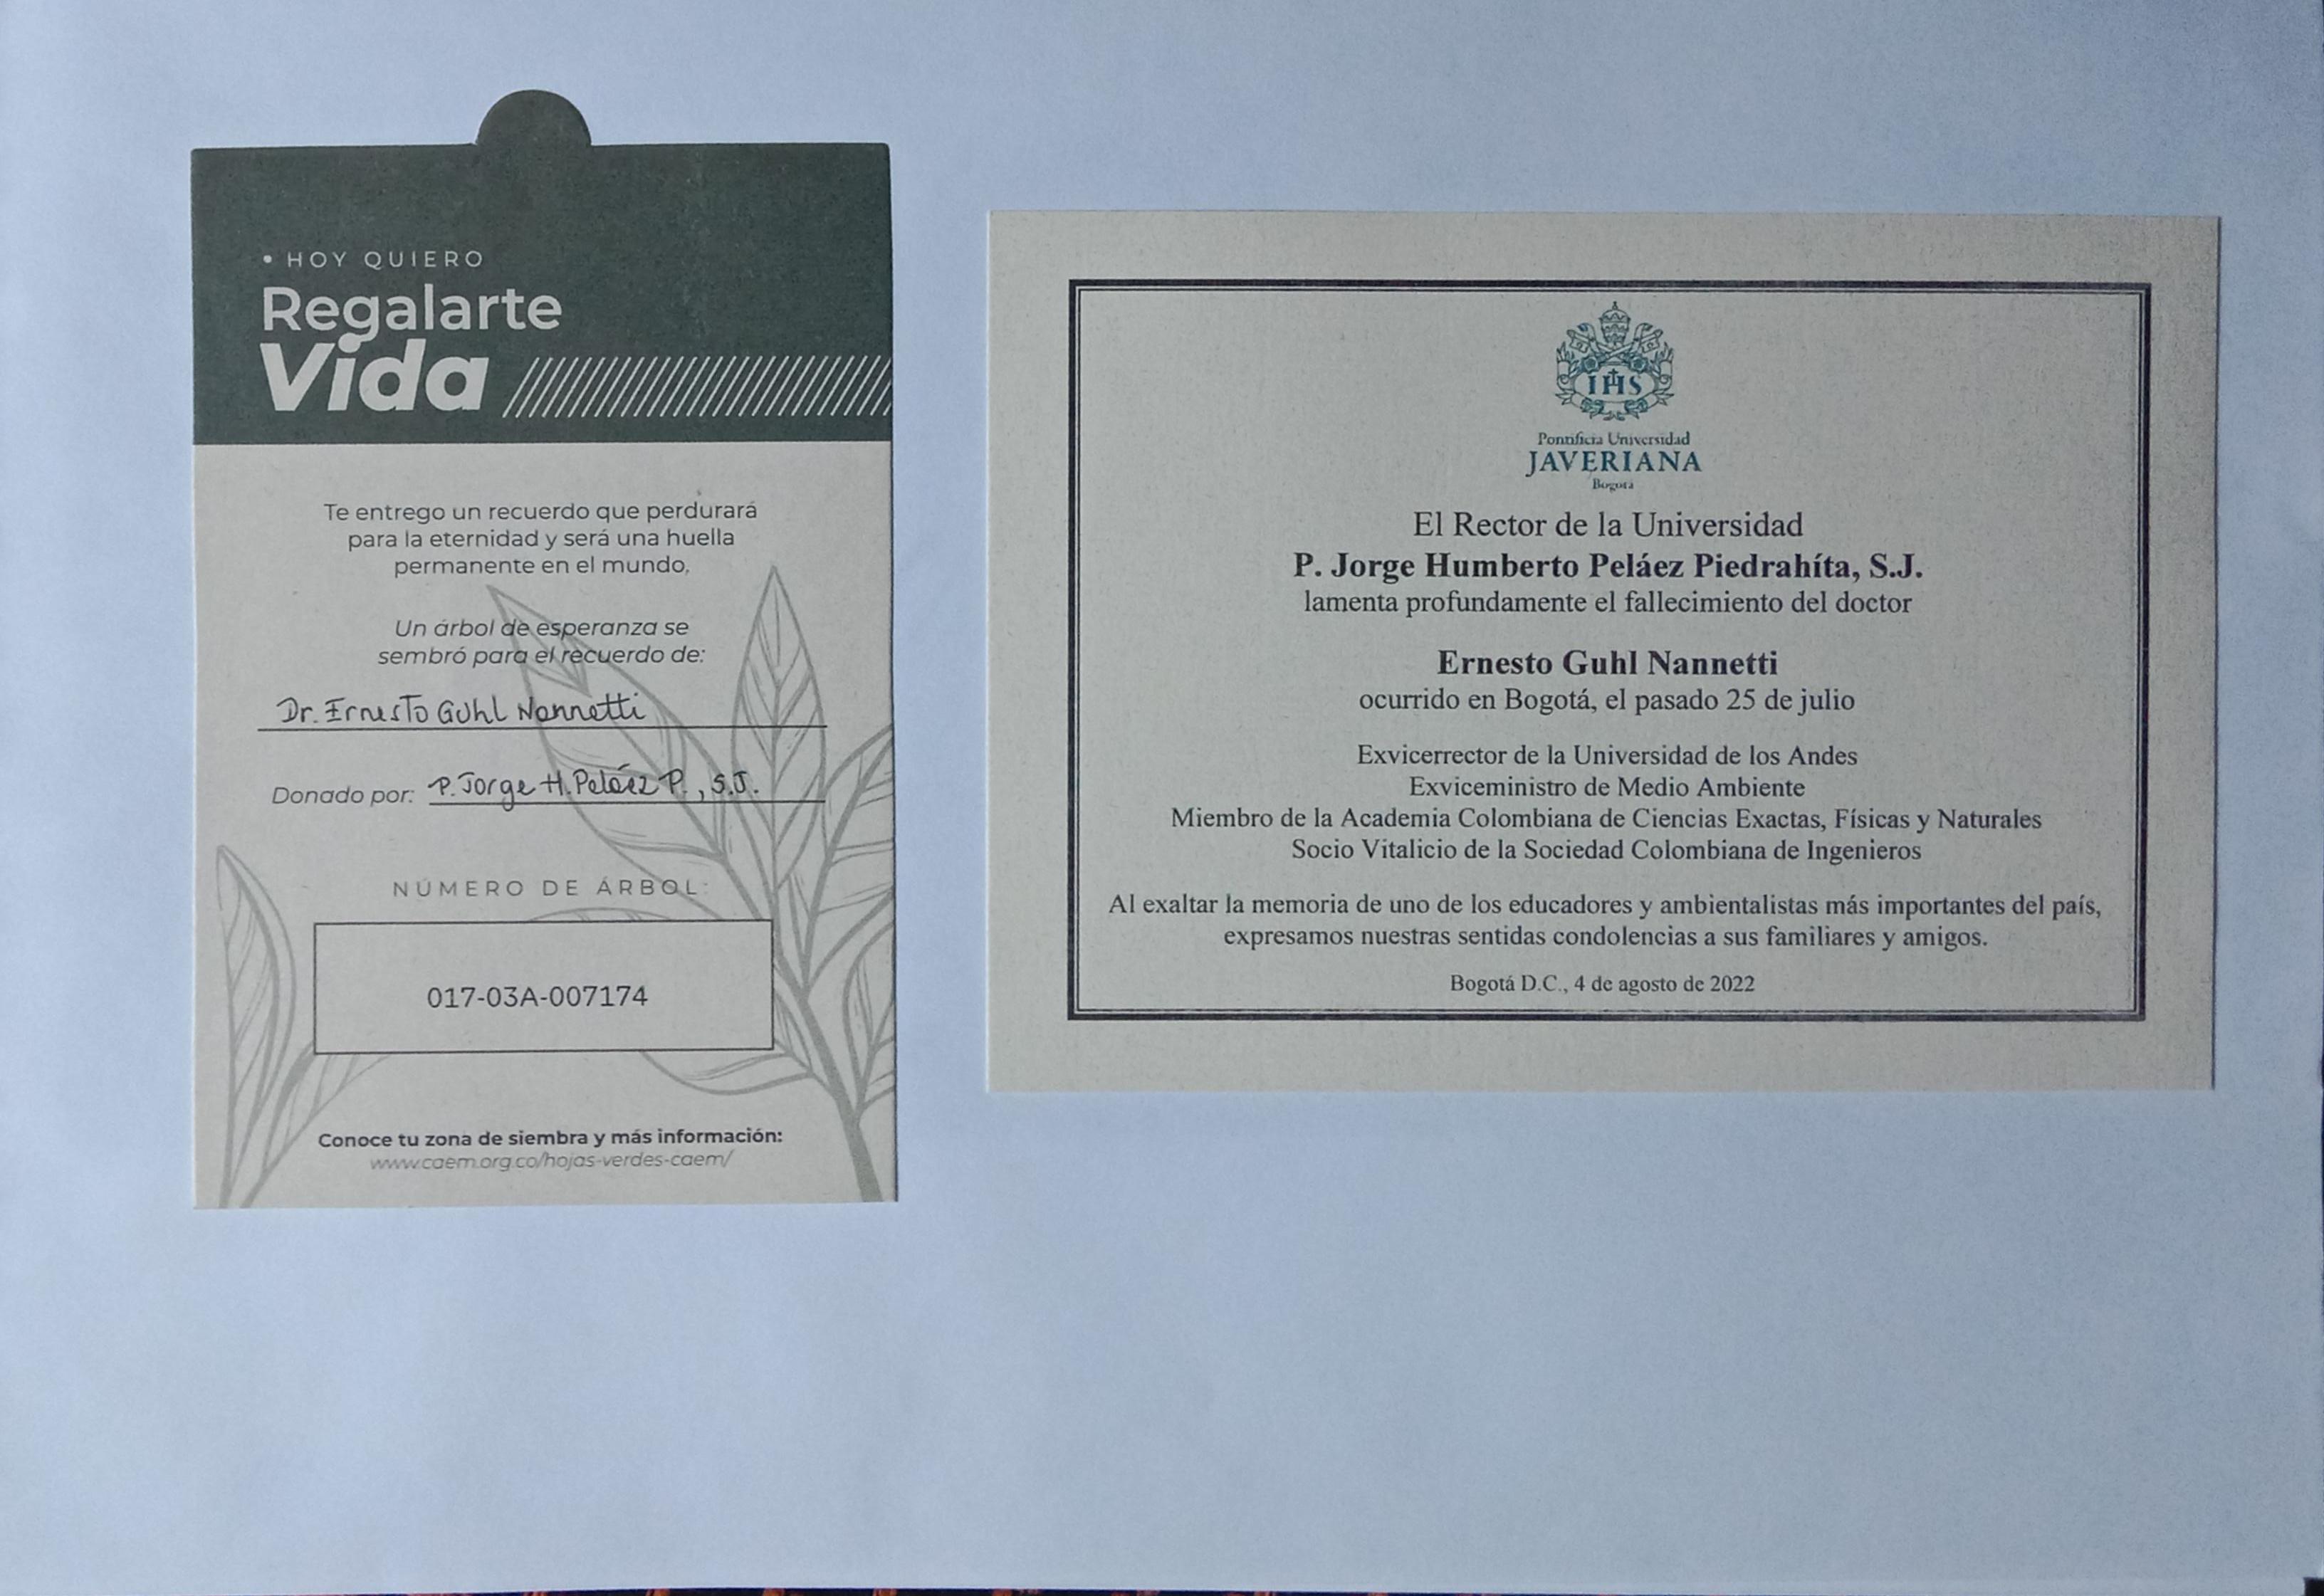 • HOY QUIERO
Regalarte
Vida
Te entrego un recuerdo que perdurará
para la eternidad y será una huella
permanente en el mundo,
Un árbol de esperanza se
sembró para el recuerdo de:
Dr. Ernesto Guhl Nannetti
Donado por: P. Jorge H. Peláez P., S.J.
NÚMERO DE ÁRBOL:
017-03A-007174
Conoce tu zona de siembra y más información:
www.caem.org.co/hojas-verdes-caem/
IHS
Pontificia Universidad
JAVERIANA
Bogotá
El Rector de la Universidad
P. Jorge Humberto Peláez Piedrahíta, S.J.
lamenta profundamente el fallecimiento del doctor
Ernesto Guhl Nannetti
ocurrido en Bogotá, el pasado 25 de julio
Exvicerrector de la Universidad de los Andes
Exviceministro de Medio Ambiente
Miembro de la Academia Colombiana de Ciencias Exactas, Físicas y Naturales
Socio Vitalicio de la Sociedad Colombiana de Ingenieros
Al exaltar la memoria de uno de los educadores y ambientalistas más importantes del país,
expresamos nuestras sentidas condolencias a sus familiares y amigos.
Bogotá D.C., 4 de agosto de 2022